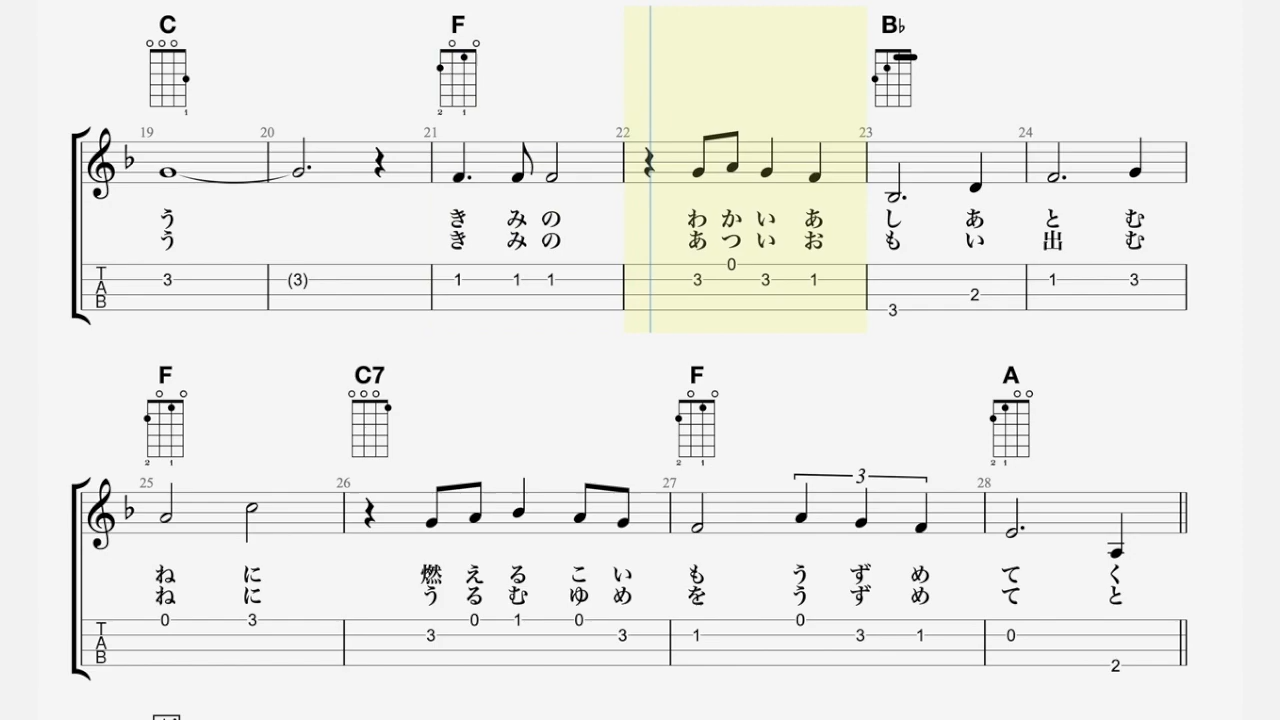 C F B♭
19 20 21 22 23 24
う き み の わ か い あ し あ と む
う き み の あ つ い お も い 出 む
0
3 (3) 1 1 1 3 3 1 1 3
2
3
T
A
B
F C7 F A
3
25 26 27 28
ね に 燃 え る こ い も う ず め て く
ね に う る む ゆ め を う ず め て と
0 3 0 1 0 0
3 3 1 3 1 0
2
T
A
B